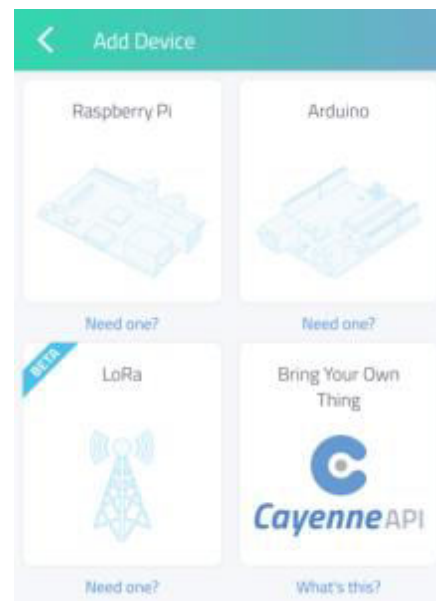 Add Device
Raspberry Pi
Arduino
Need one?
Need one?
BETA
LoRa
Bring Your Own
Thing
Cayenne API
Need one?
What's this?